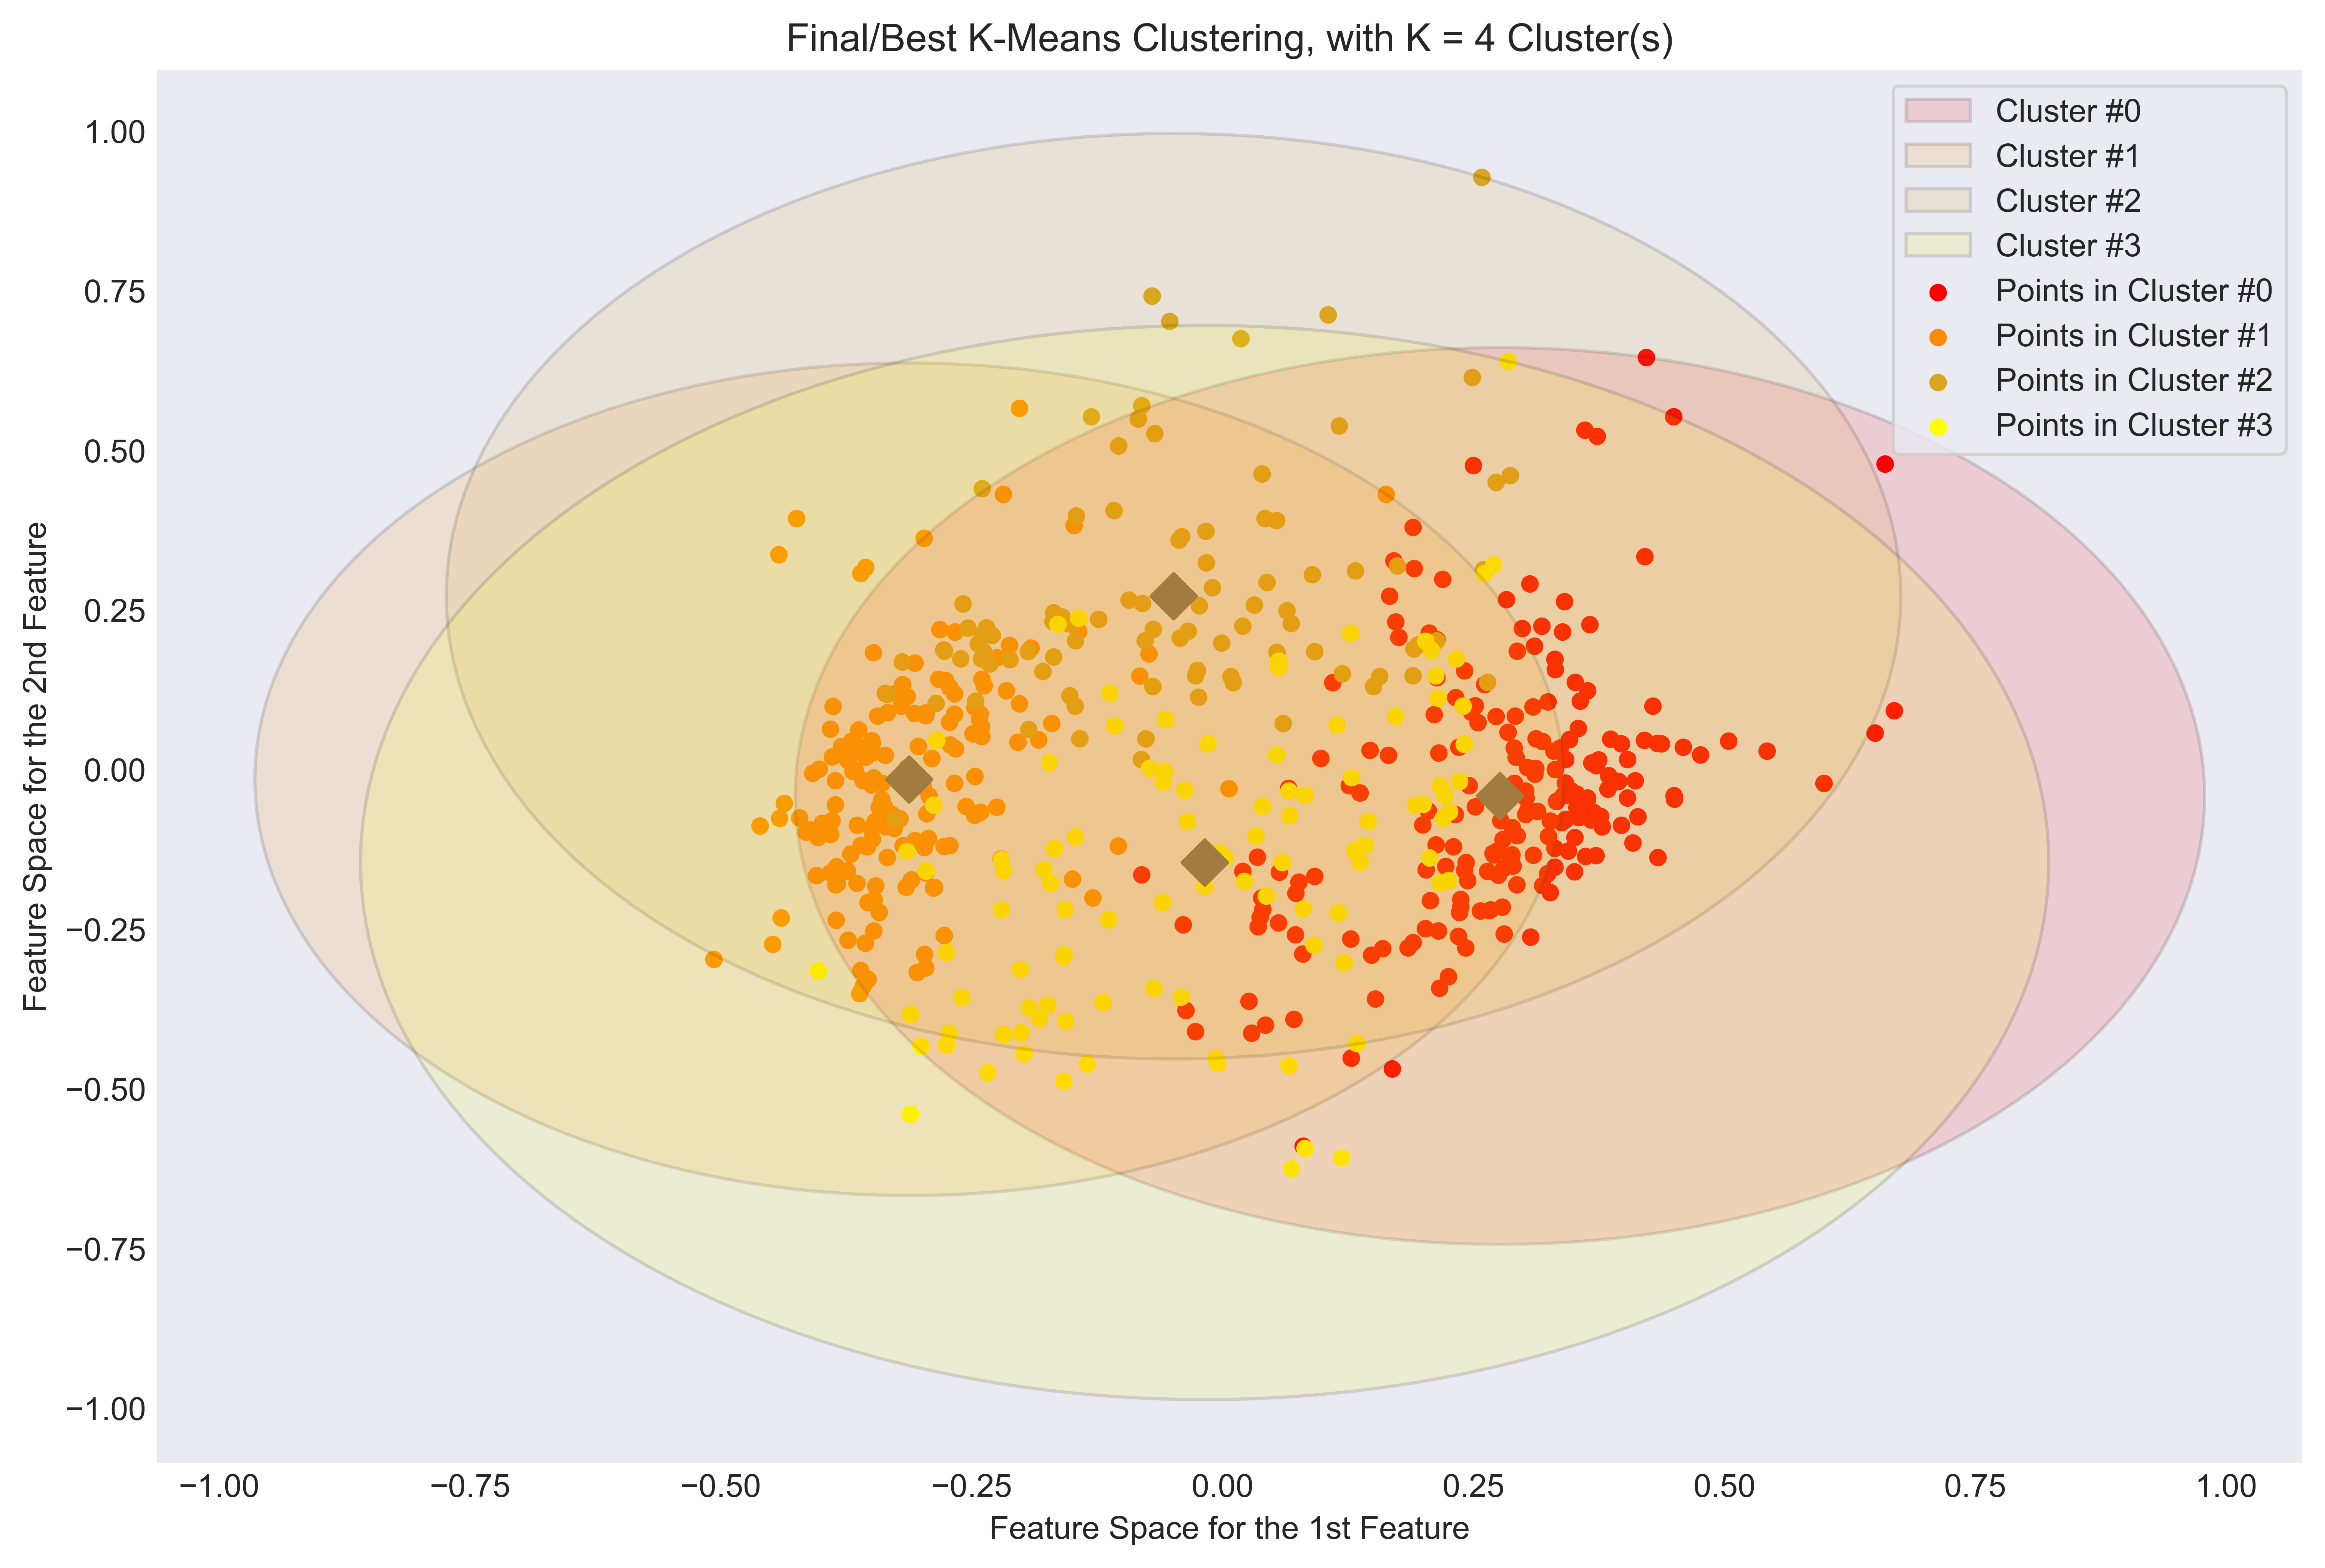 Final/Best K-Means Clustering, with K = 4 Cluster(s)
Cluster #0
Cluster #1
Cluster #2
Cluster #3
Points in Cluster #0
Points in Cluster #1
Points in Cluster #2
Points in Cluster #3
1.00
0.75
0.50
0.25
0.00
−0.25
−0.50
−0.75
−1.00
Feature Space for the 2nd Feature
−1.00 −0.75 −0.50 −0.25 0.00 0.25 0.50 0.75 1.00
Feature Space for the 1st Feature